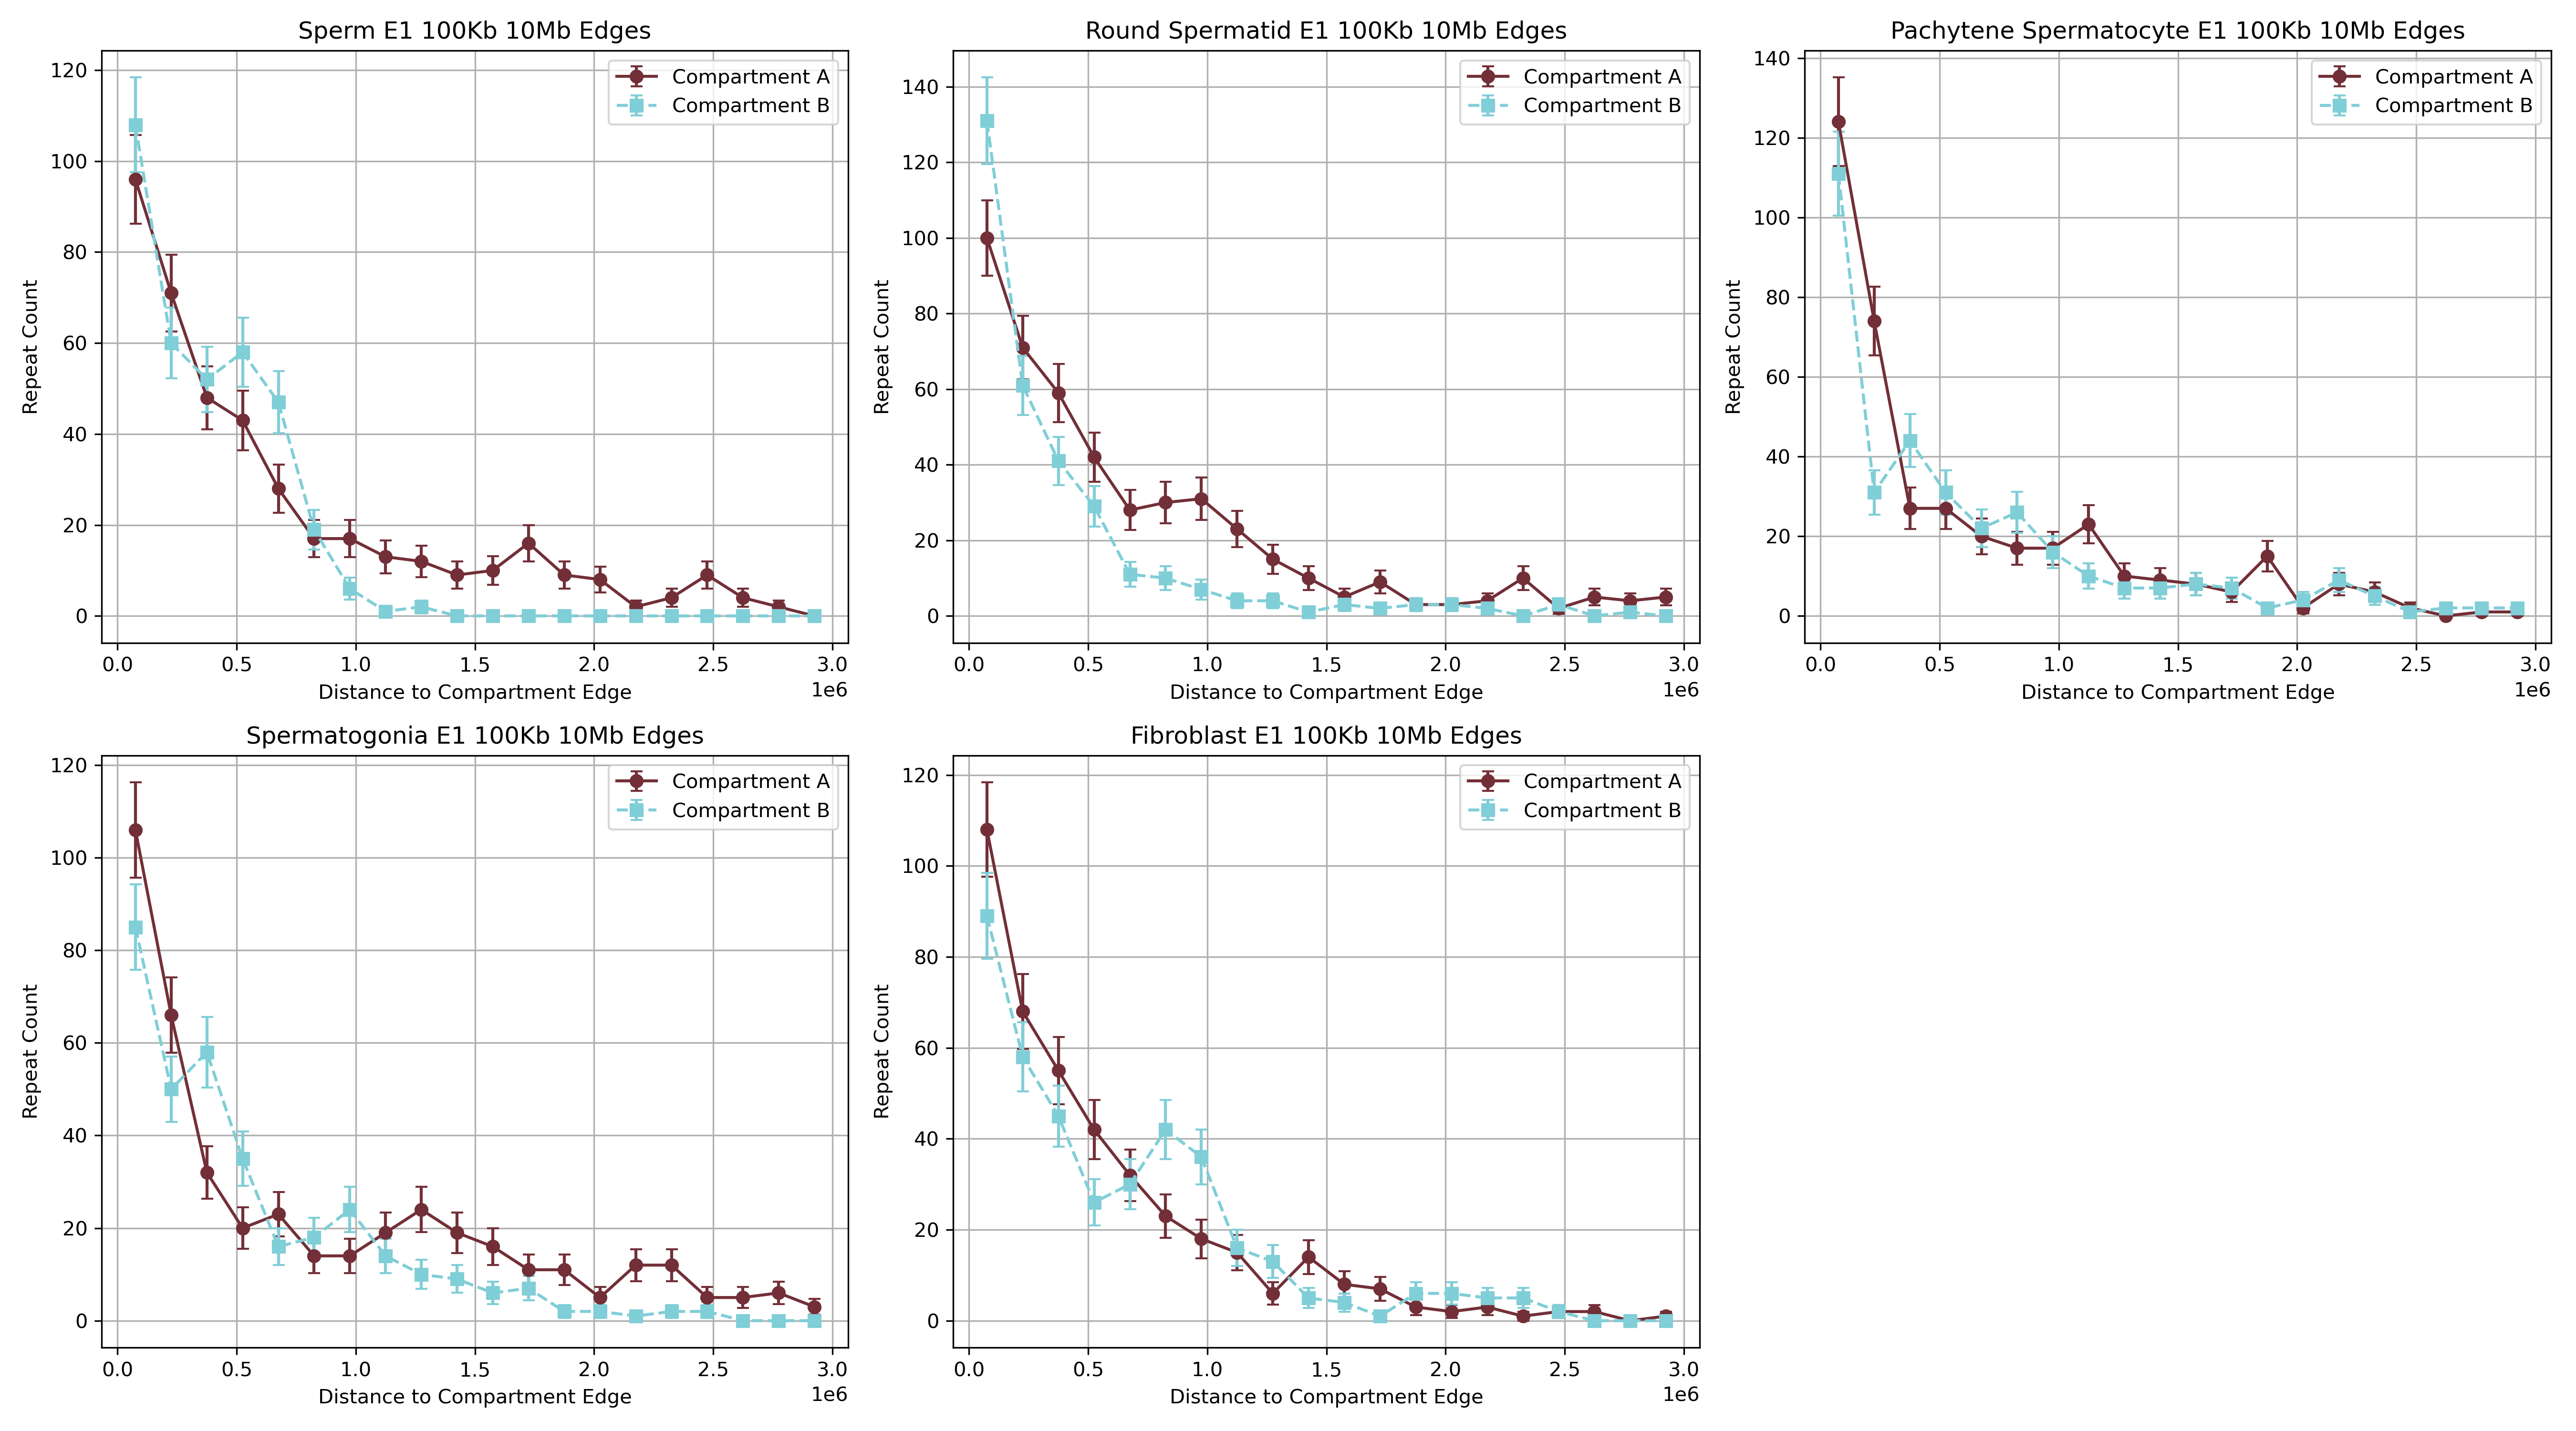 Sperm E1 100Kb 10Mb Edges
120
100
80
60
40
20
0
Repeat Count
Compartment A
Compartment B
0.0 0.5 1.0 1.5 2.0 2.5 3.0
1e6
Distance to Compartment Edge
Round Spermatid E1 100Kb 10Mb Edges
140
120
100
80
60
40
20
0
Repeat Count
Compartment A
Compartment B
0.0 0.5 1.0 1.5 2.0 2.5 3.0
1e6
Distance to Compartment Edge
Pachytene Spermatocyte E1 100Kb 10Mb Edges
140
120
100
80
60
40
20
0
Repeat Count
Compartment A
Compartment B
0.0 0.5 1.0 1.5 2.0 2.5 3.0
1e6
Distance to Compartment Edge
Spermatogonia E1 100Kb 10Mb Edges
120
100
80
60
40
20
0
Repeat Count
Compartment A
Compartment B
0.0 0.5 1.0 1.5 2.0 2.5 3.0
1e6
Distance to Compartment Edge
Fibroblast E1 100Kb 10Mb Edges
120
100
80
60
40
20
0
Repeat Count
Compartment A
Compartment B
0.0 0.5 1.0 1.5 2.0 2.5 3.0
1e6
Distance to Compartment Edge